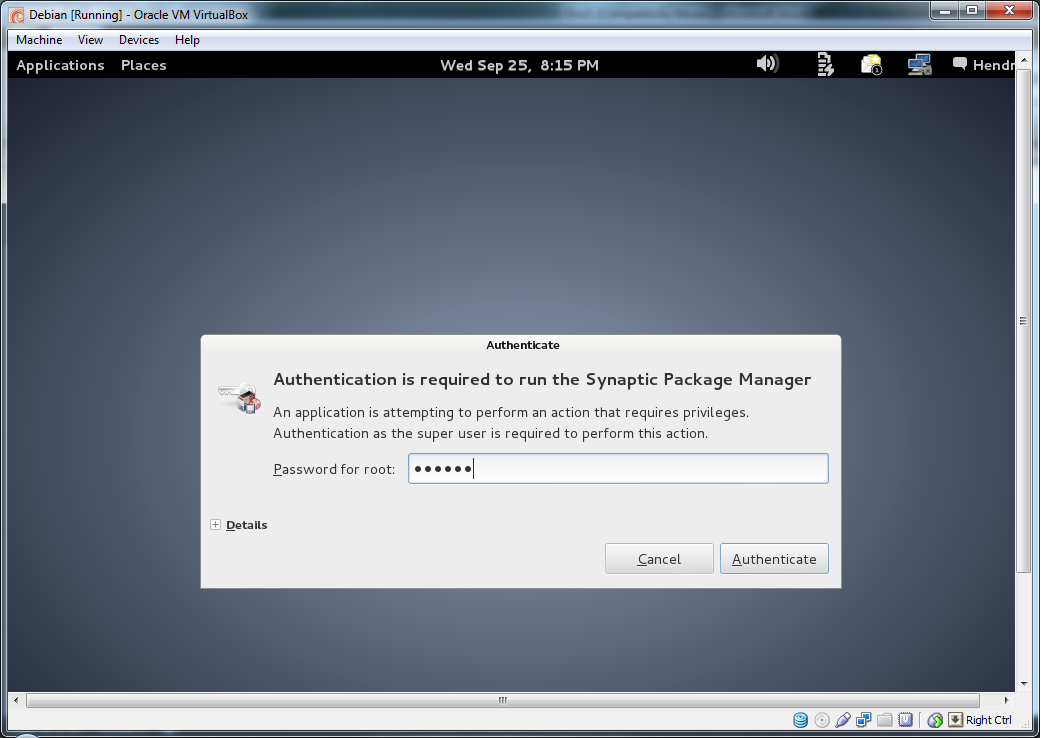 Debian [Running] - Oracle VM VirtualBox
Machine View Devices Help
Applications Places Wed Sep 25, 8:15 PM Hendr
Authenticate
Authentication is required to run the Synaptic Package Manager
An application is attempting to perform an action that requires privileges.
Authentication as the super user is required to perform this action.
Password for root: ••••••
Details
Cancel Authenticate
Right Ctrl